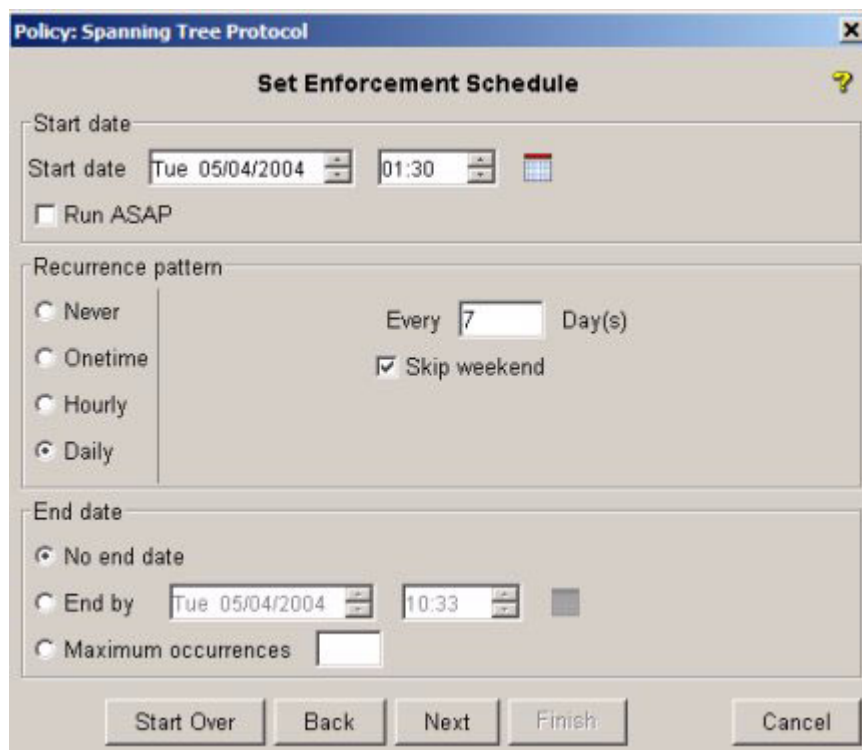 Policy: Spanning Tree Protocol
Set Enforcement Schedule
Start date
Start date Tue 05/04/2004 01:30
Run ASAP
Recurrence pattern
Never
Every 7 Day(s)
Onetime
Skip weekend
Hourly
Daily
End date
No end date
End by Tue 05/04/2004 10:33
Maximum occurrences
Start Over Back Next Finish Cancel